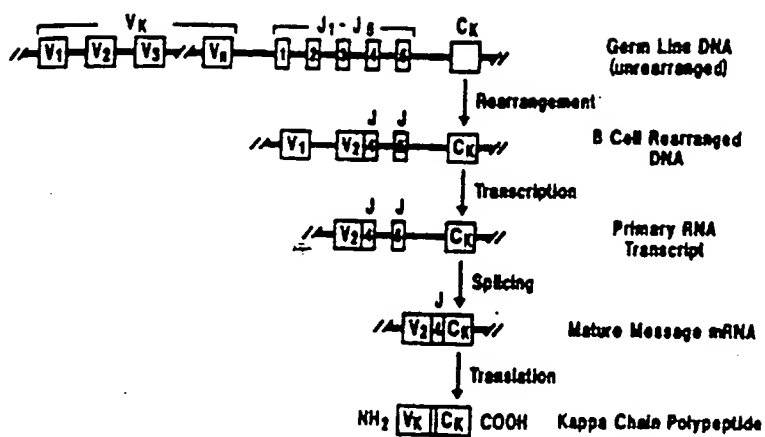 Vκ J1 - J5 Cκ
V1 V2 V3 Vn 1 2 3 4 5 Germ Line DNA
(unrearranged)
Rearrangement
J J
V1 V2 4 5 Cκ B Cell Rearranged
DNA
Transcription
J J
V2 4 5 Cκ Primary RNA
Transcript
Splicing
J
V2 4 Cκ Mature Message mRNA
Translation
NH2 Vκ Cκ COOH Kappa Chain Polypeptide